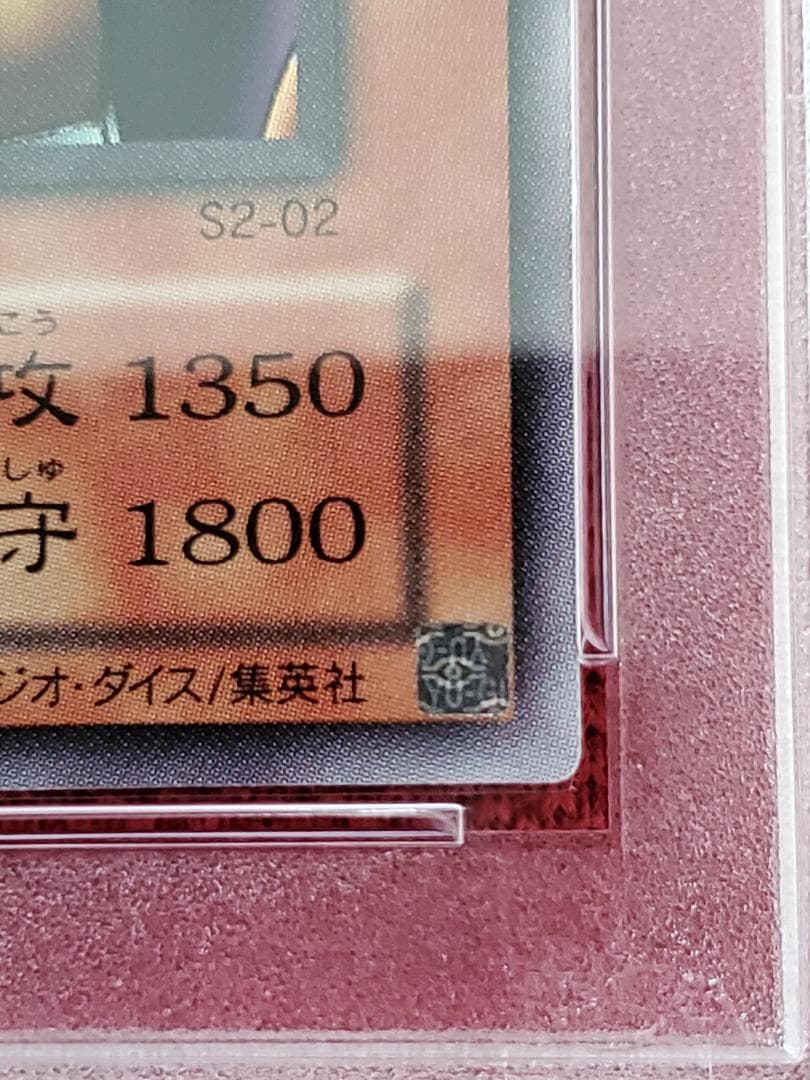 S2-02
こう
攻 1350
しゅ
守 1800
ジオ・ダイス/集英社